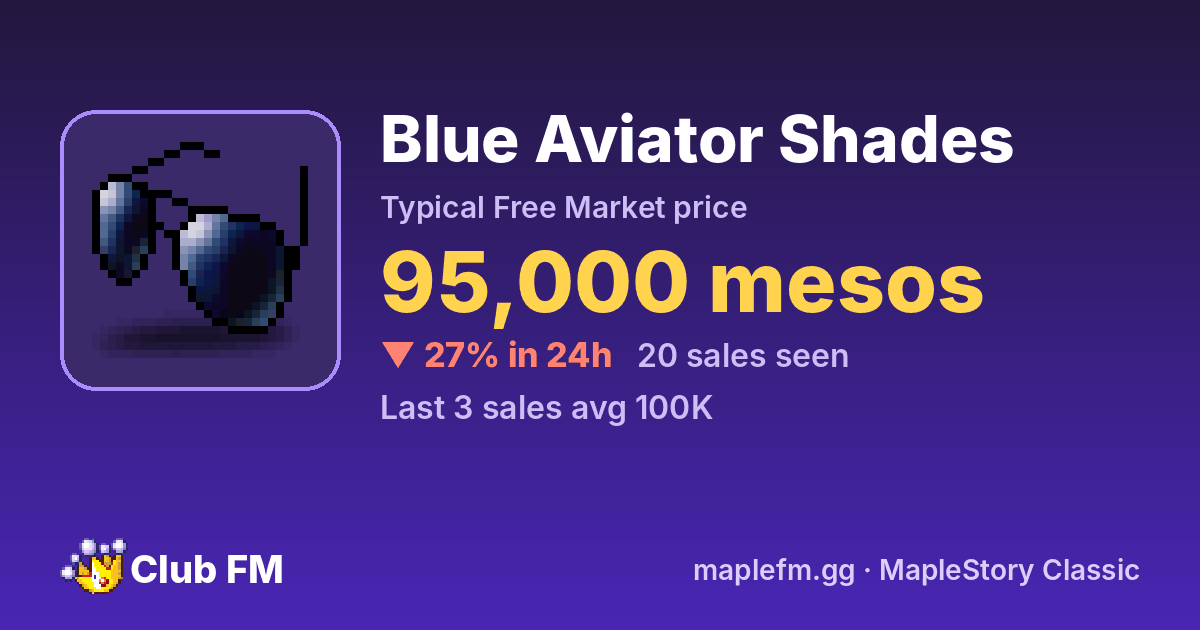 Blue Aviator Shades
Typical Free Market price
95,000 mesos
▼ 27% in 24h 20 sales seen
Last 3 sales avg 100K
Club FM
maplefm.gg · MapleStory Classic